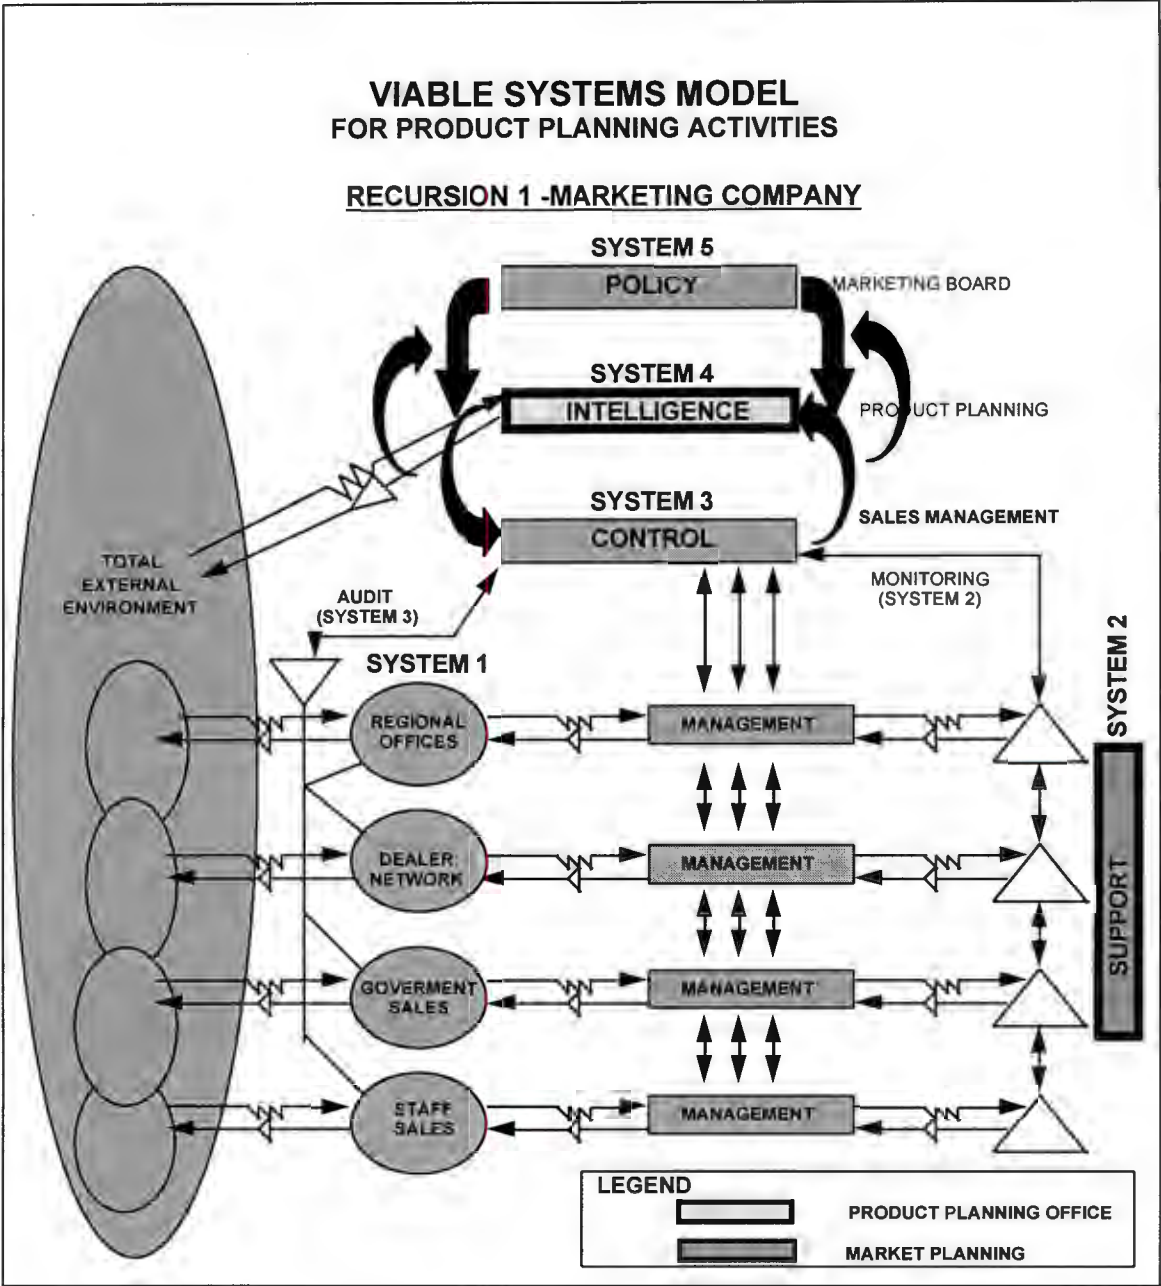 VIABLE SYSTEMS MODEL
FOR PRODUCT PLANNING ACTIVITIES
RECURSION 1 -MARKETING COMPANY
SYSTEM 5
POLICY
MARKETING BOARD
SYSTEM 4
INTELLIGENCE
PRODUCT PLANNING
SYSTEM 3
CONTROL
SALES MANAGEMENT
TOTAL
EXTERNAL
ENVIRONMENT
AUDIT
(SYSTEM 3)
MONITORING
(SYSTEM 2)
SYSTEM 1
SYSTEM 2
SUPPORT
REGIONAL
OFFICES
MANAGEMENT
DEALER
NETWORK
MANAGEMENT
GOVERMENT
SALES
MANAGEMENT
STAFF
SALES
MANAGEMENT
LEGEND
PRODUCT PLANNING OFFICE
MARKET PLANNING